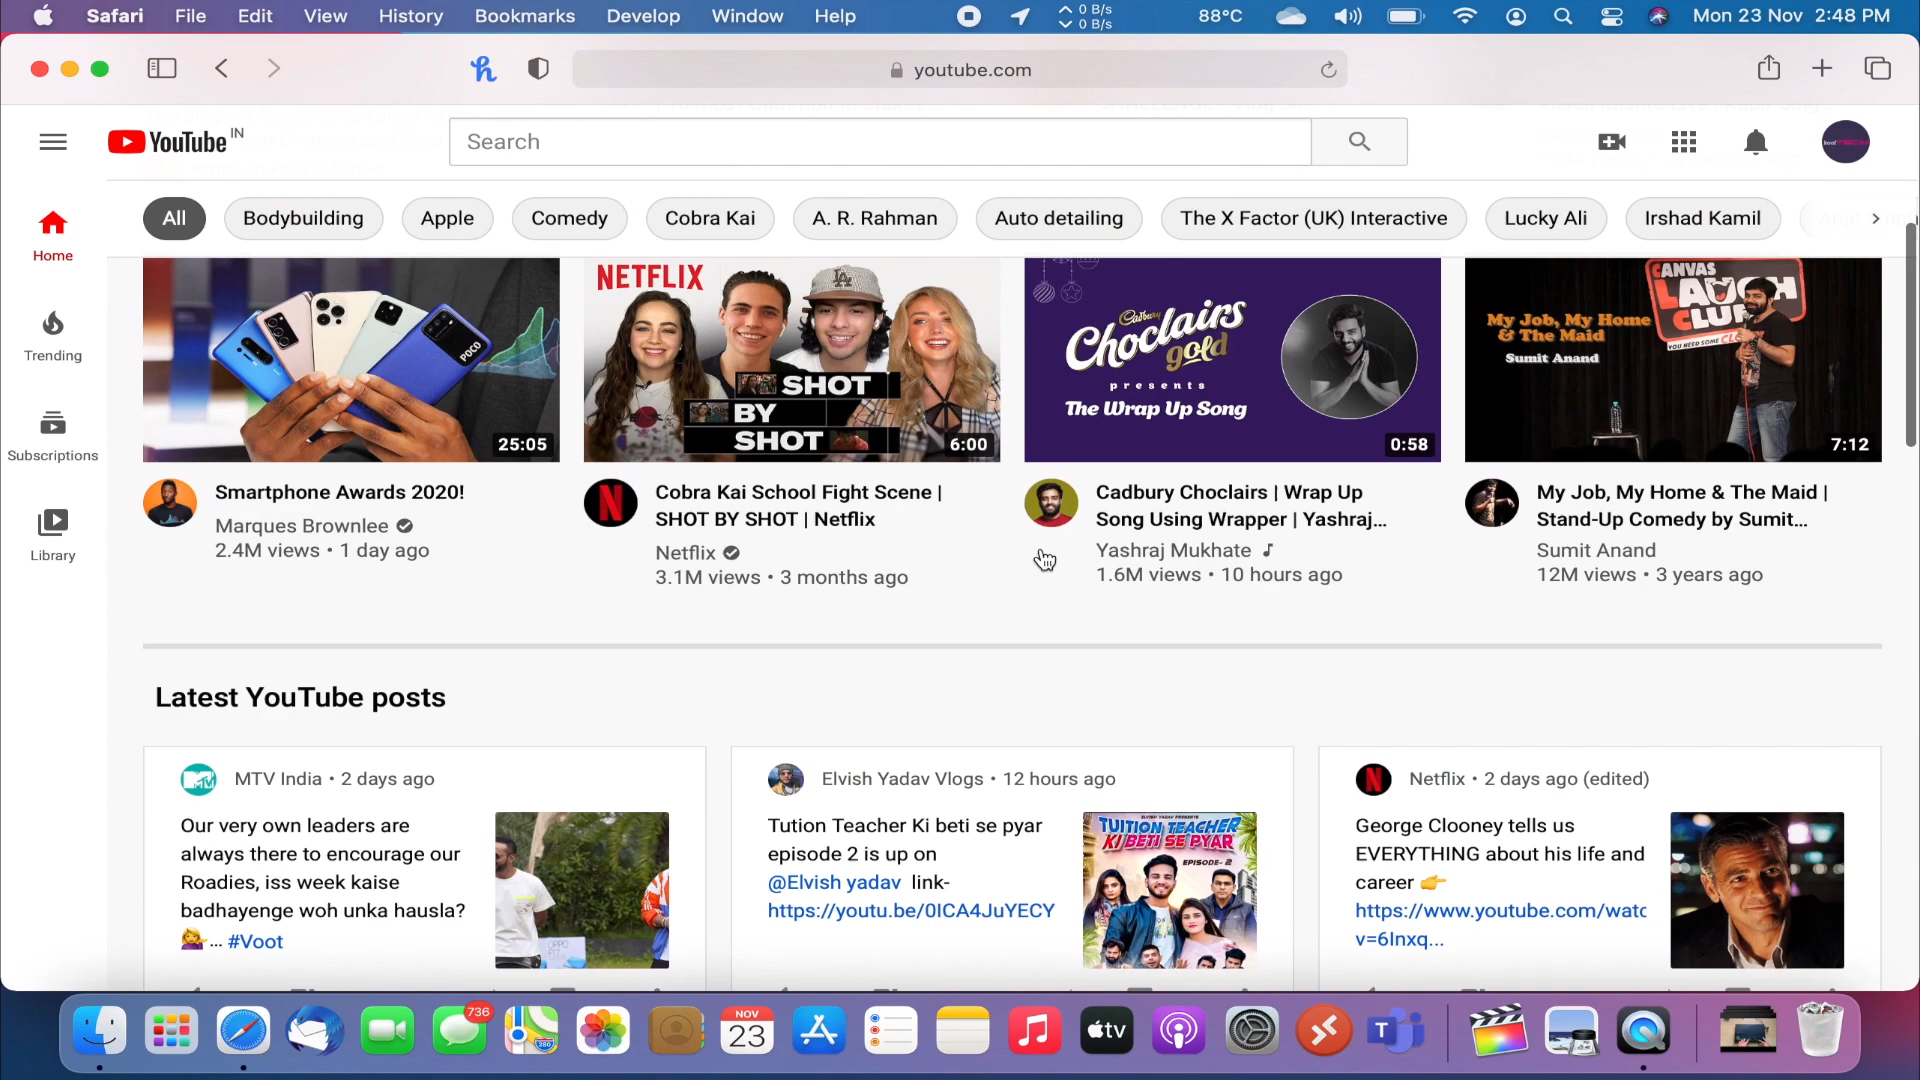 Safari File Edit View History Bookmarks Develop Window Help 0 B/s 0 B/s 88°C Mon 23 Nov 2:48 PM
youtube.com
YouTube IN Search
All Bodybuilding Apple Comedy Cobra Kai A. R. Rahman Auto detailing The X Factor (UK) Interactive Lucky Ali Irshad Kamil
Home
Trending
Subscriptions
Library
POCO
25:05
NETFLIX
SHOT
BY
SHOT
6:00
Cadbury
Choclairs
gold
presents
The Wrap Up Song
0:58
CANVAS
LAUGH
CLUB
My Job, My Home
& The Maid
Sumit Anand
7:12
Smartphone Awards 2020!
Marques Brownlee
2.4M views • 1 day ago
Cobra Kai School Fight Scene |
SHOT BY SHOT | Netflix
Netflix
3.1M views • 3 months ago
Cadbury Choclairs | Wrap Up
Song Using Wrapper | Yashraj...
Yashraj Mukhate
1.6M views • 10 hours ago
My Job, My Home & The Maid |
Stand-Up Comedy by Sumit...
Sumit Anand
12M views • 3 years ago
Latest YouTube posts
MTV India • 2 days ago
Our very own leaders are
always there to encourage our
Roadies, iss week kaise
badhayenge woh unka hausla?
🙋‍♀️... #Voot
Elvish Yadav Vlogs • 12 hours ago
Tution Teacher Ki beti se pyar
episode 2 is up on
@Elvish yadav link-
https://youtu.be/0ICA4JuYECY
TUITION TEACHER
KI BETI SE PYAR
EPISODE- 2
Netflix • 2 days ago (edited)
George Clooney tells us
EVERYTHING about his life and
career 👉
https://www.youtube.com/watc
v=6Inxq...
736
NOV
23
tv